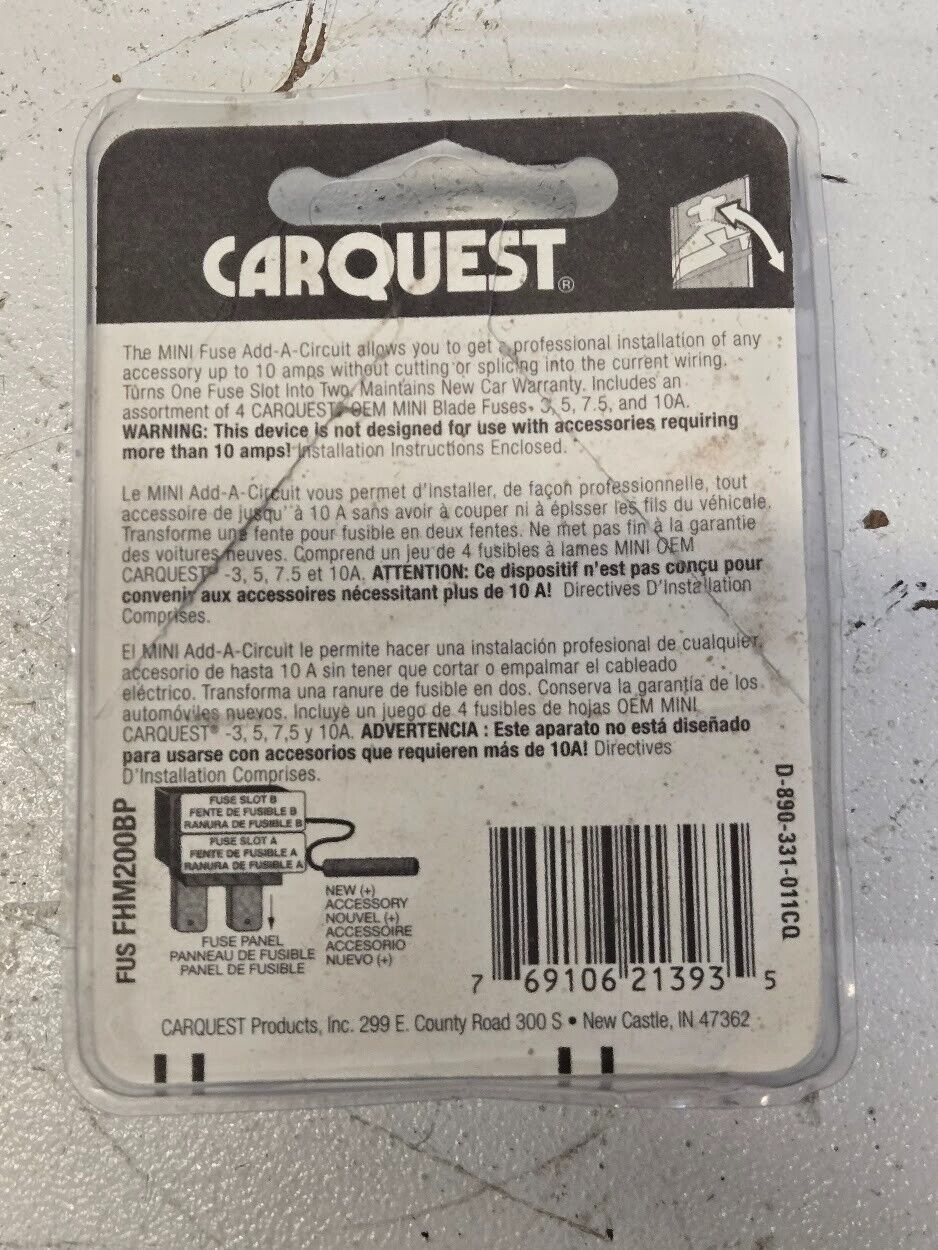 CARQUEST®
The MINI Fuse Add-A-Circuit allows you to get a professional installation of any
accessory up to 10 amps without cutting or splicing into the current wiring.
Turns One Fuse Slot Into Two. Maintains New Car Warranty. Includes an
assortment of 4 CARQUEST OEM MINI Blade Fuses- 3, 5, 7.5, and 10A.
WARNING: This device is not designed for use with accessories requiring
more than 10 amps! Installation Instructions Enclosed.
Le MINI Add-A-Circuit vous permet d'installer, de façon professionnelle, tout
accessoire de jusqu' à 10 A sans avoir à couper ni à épisser les fils du véhicule.
Transforme une fente pour fusible en deux fentes. Ne met pas fin à la garantie
des voitures neuves. Comprend un jeu de 4 fusibles à lames MINI OEM
CARQUEST® -3, 5, 7.5 et 10A. ATTENTION: Ce dispositif n'est pas conçu pour
convenir aux accessoires nécessitant plus de 10 A! Directives D'Installation
Comprises.
El MINI Add-A-Circuit le permite hacer una instalación profesional de cualquier
accesorio de hasta 10 A sin tener que cortar o empalmar el cableado
eléctrico. Transforma una ranure de fusible en dos. Conserva la garantía de los
automóviles nuevos. Incluye un juego de 4 fusibles de hojas OEM MINI
CARQUEST® -3, 5, 7,5 y 10A. ADVERTENCIA : Este aparato no está diseñado
para usarse con accesorios que requieren más de 10A! Directives
D'Installation Comprises.
FUSE SLOT B
FENTE DE FUSIBLE B
RANURA DE FUSIBLE B
FUSE SLOT A
FENTE DE FUSIBLE A
RANURA DE FUSIBLE A
NEW (+)
ACCESSORY
NOUVEL (+)
ACCESSOIRE
ACCESORIO
NUEVO (+)
FUSE PANEL
PANNEAU DE FUSIBLE
PANEL DE FUSIBLE
FUS FHM200BP
D-890-331-011CQ
7 69106 21393 5
CARQUEST Products, Inc. 299 E. County Road 300 S • New Castle, IN 47362